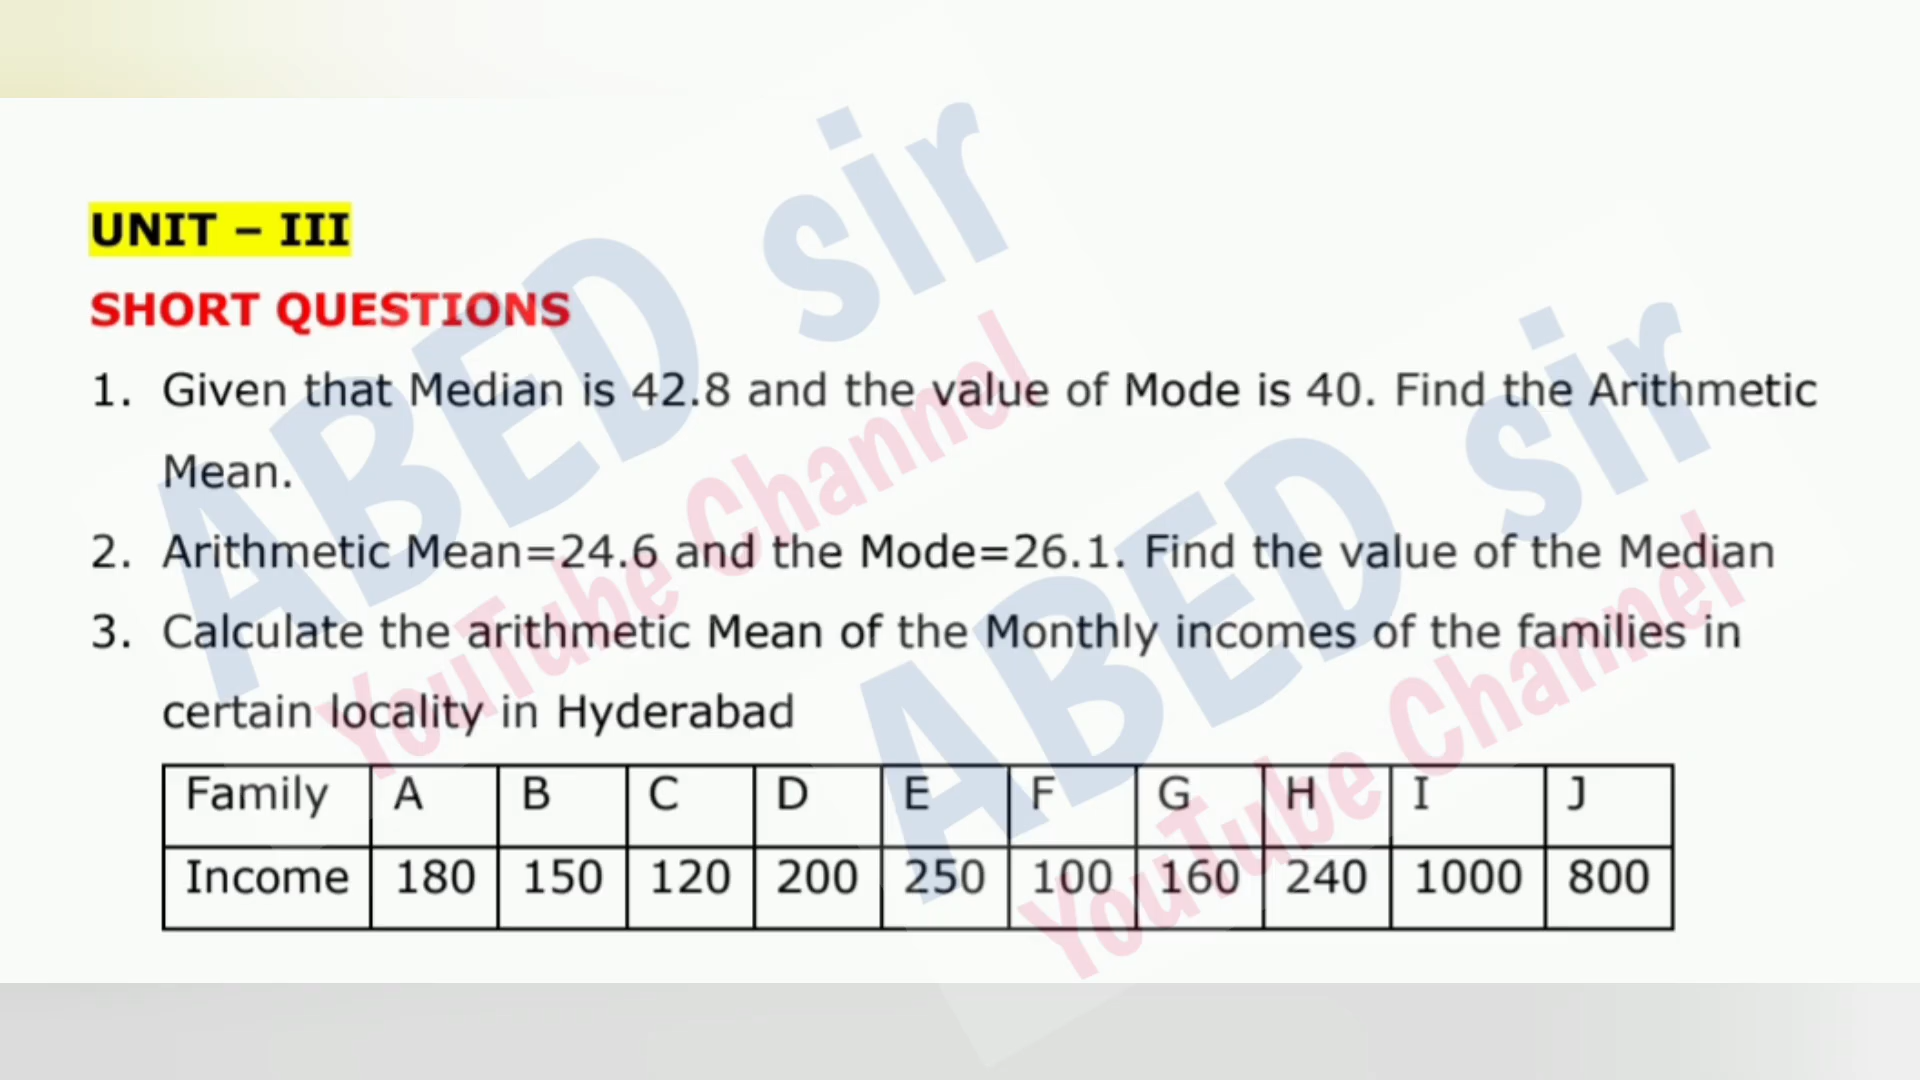 UNIT – III
SHORT QUESTIONS
1. Given that Median is 42.8 and the value of Mode is 40. Find the Arithmetic
Mean.
2. Arithmetic Mean=24.6 and the Mode=26.1. Find the value of the Median
3. Calculate the arithmetic Mean of the Monthly incomes of the families in
certain locality in Hyderabad
Family A B C D E F G H I J
Income 180 150 120 200 250 100 160 240 1000 800
ABED sir
YouTube Channel
ABED sir
YouTube Channel